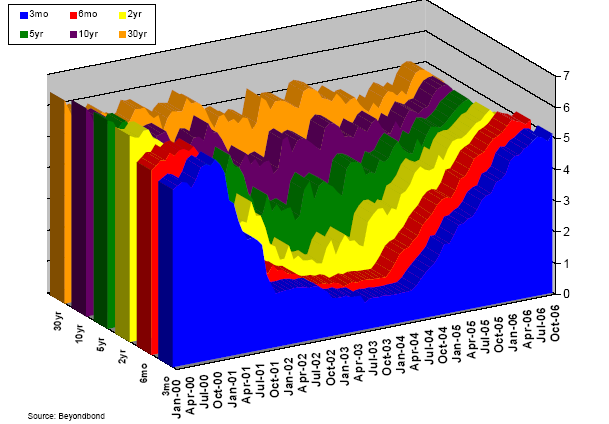 3mo 6mo 2yr
5yr 10yr 30yr
7
6
5
4
3
2
1
0
30yr
10yr
5yr
2yr
6mo
3mo
Jan-00
Apr-00
Jul-00
Oct-00
Jan-01
Apr-01
Jul-01
Oct-01
Jan-02
Apr-02
Jul-02
Oct-02
Jan-03
Apr-03
Jul-03
Oct-03
Jan-04
Apr-04
Jul-04
Oct-04
Jan-05
Apr-05
Jul-05
Oct-05
Jan-06
Apr-06
Jul-06
Oct-06
Source: Beyondbond